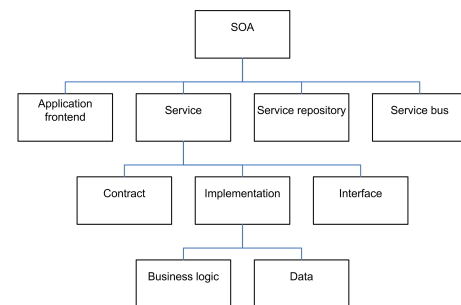 SOA
Application
frontend
Service
Service repository
Service bus
Contract
Implementation
Interface
Business logic
Data